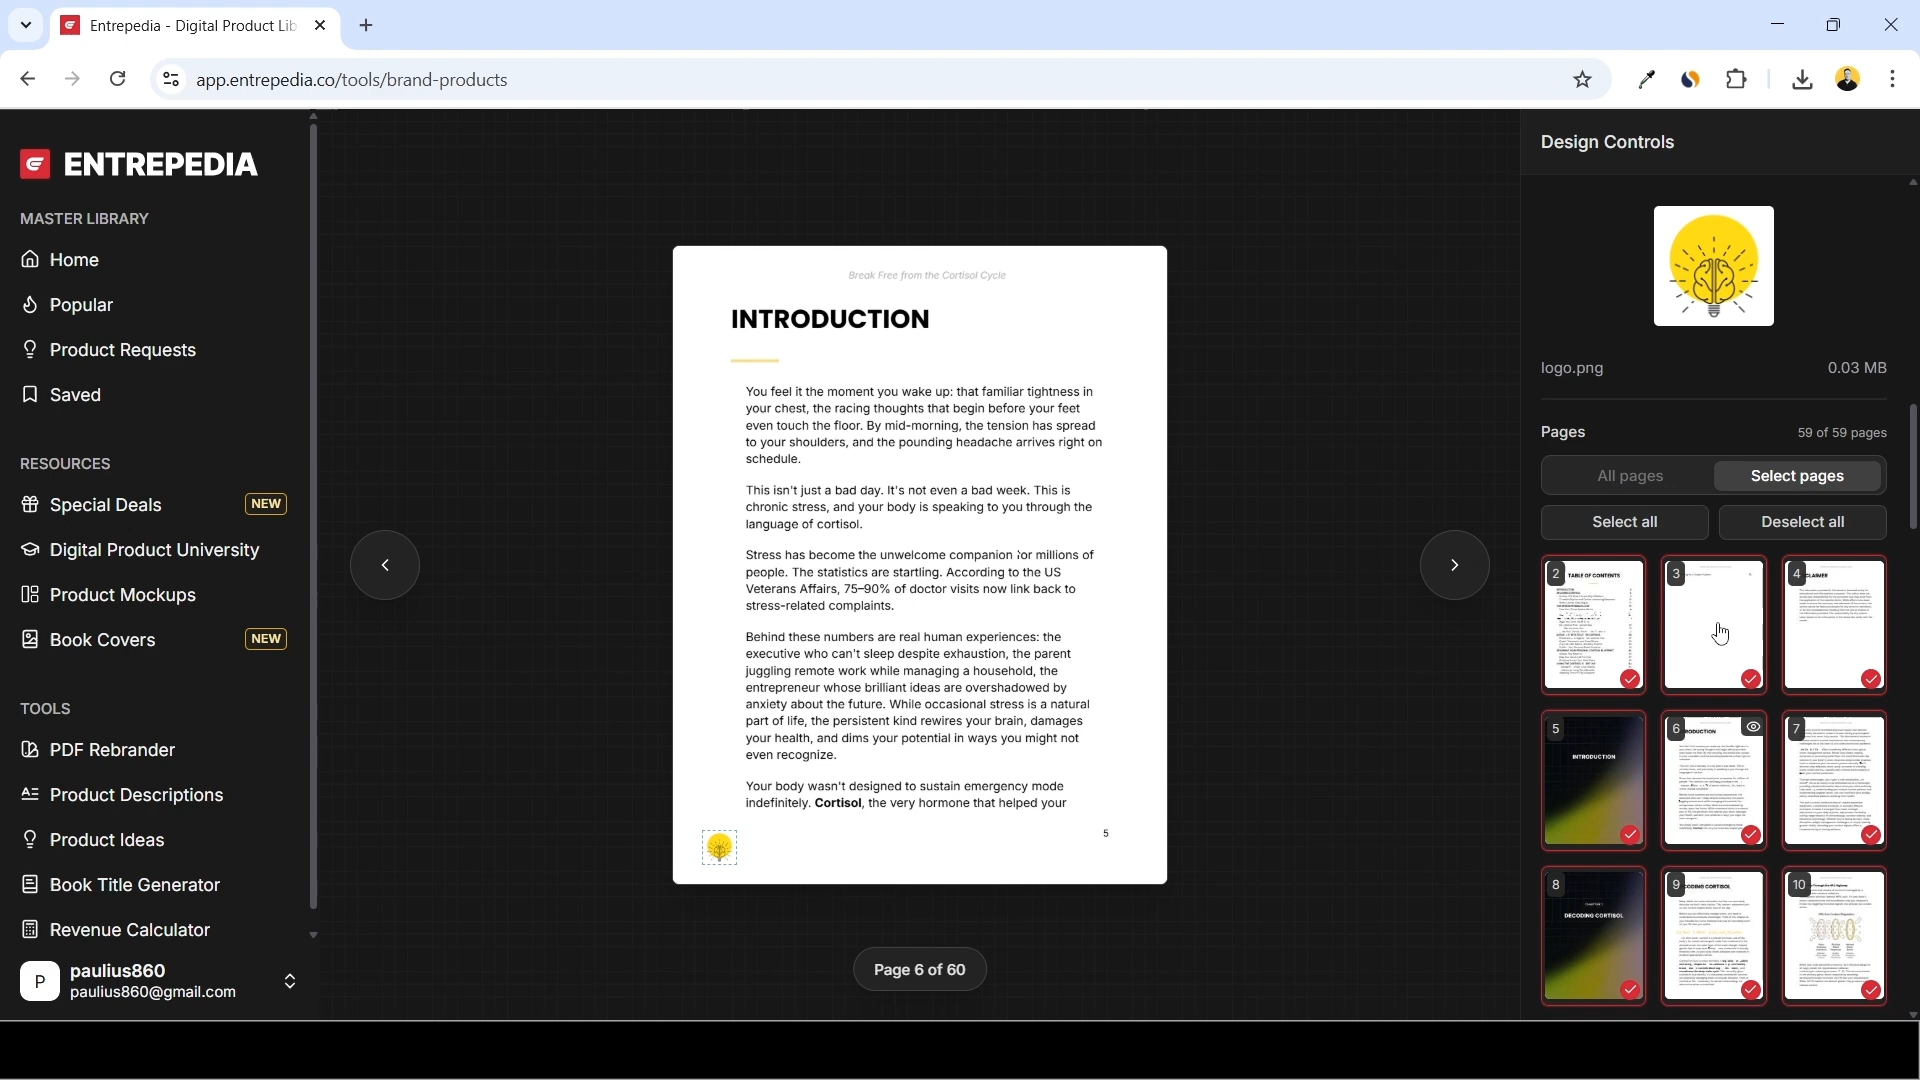 Entrepedia - Digital Product Lib
app.entrepedia.co/tools/brand-products
ENTREPEDIA
MASTER LIBRARY
Home
Popular
Product Requests
Saved
RESOURCES
Special Deals NEW
Digital Product University
Product Mockups
Book Covers NEW
TOOLS
PDF Rebrander
Product Descriptions
Product Ideas
Book Title Generator
Revenue Calculator
P
paulius860
paulius860@gmail.com
Break Free from the Cortisol Cycle
INTRODUCTION
You feel it the moment you wake up: that familiar tightness in
your chest, the racing thoughts that begin before your feet
even touch the floor. By mid-morning, the tension has spread
to your shoulders, and the pounding headache arrives right on
schedule.
This isn't just a bad day. It's not even a bad week. This is
chronic stress, and your body is speaking to you through the
language of cortisol.
Stress has become the unwelcome companion for millions of
people. The statistics are startling. According to the US
Veterans Affairs, 75–90% of doctor visits now link back to
stress-related complaints.
Behind these numbers are real human experiences: the
executive who can't sleep despite exhaustion, the parent
juggling remote work while managing a household, the
entrepreneur whose brilliant ideas are overshadowed by
anxiety about the future. While occasional stress is a natural
part of life, the persistent kind rewires your brain, damages
your health, and dims your potential in ways you might not
even recognize.
Your body wasn't designed to sustain emergency mode
indefinitely. Cortisol, the very hormone that helped your
5
Page 6 of 60
Design Controls
logo.png 0.03 MB
Pages 59 of 59 pages
All pages Select pages
Select all Deselect all
2 TABLE OF CONTENTS
3
4 CLAIMER
5 INTRODUCTION
6 RODUCTION
7
8 DECODING CORTISOL
9 CODING CORTISOL
10